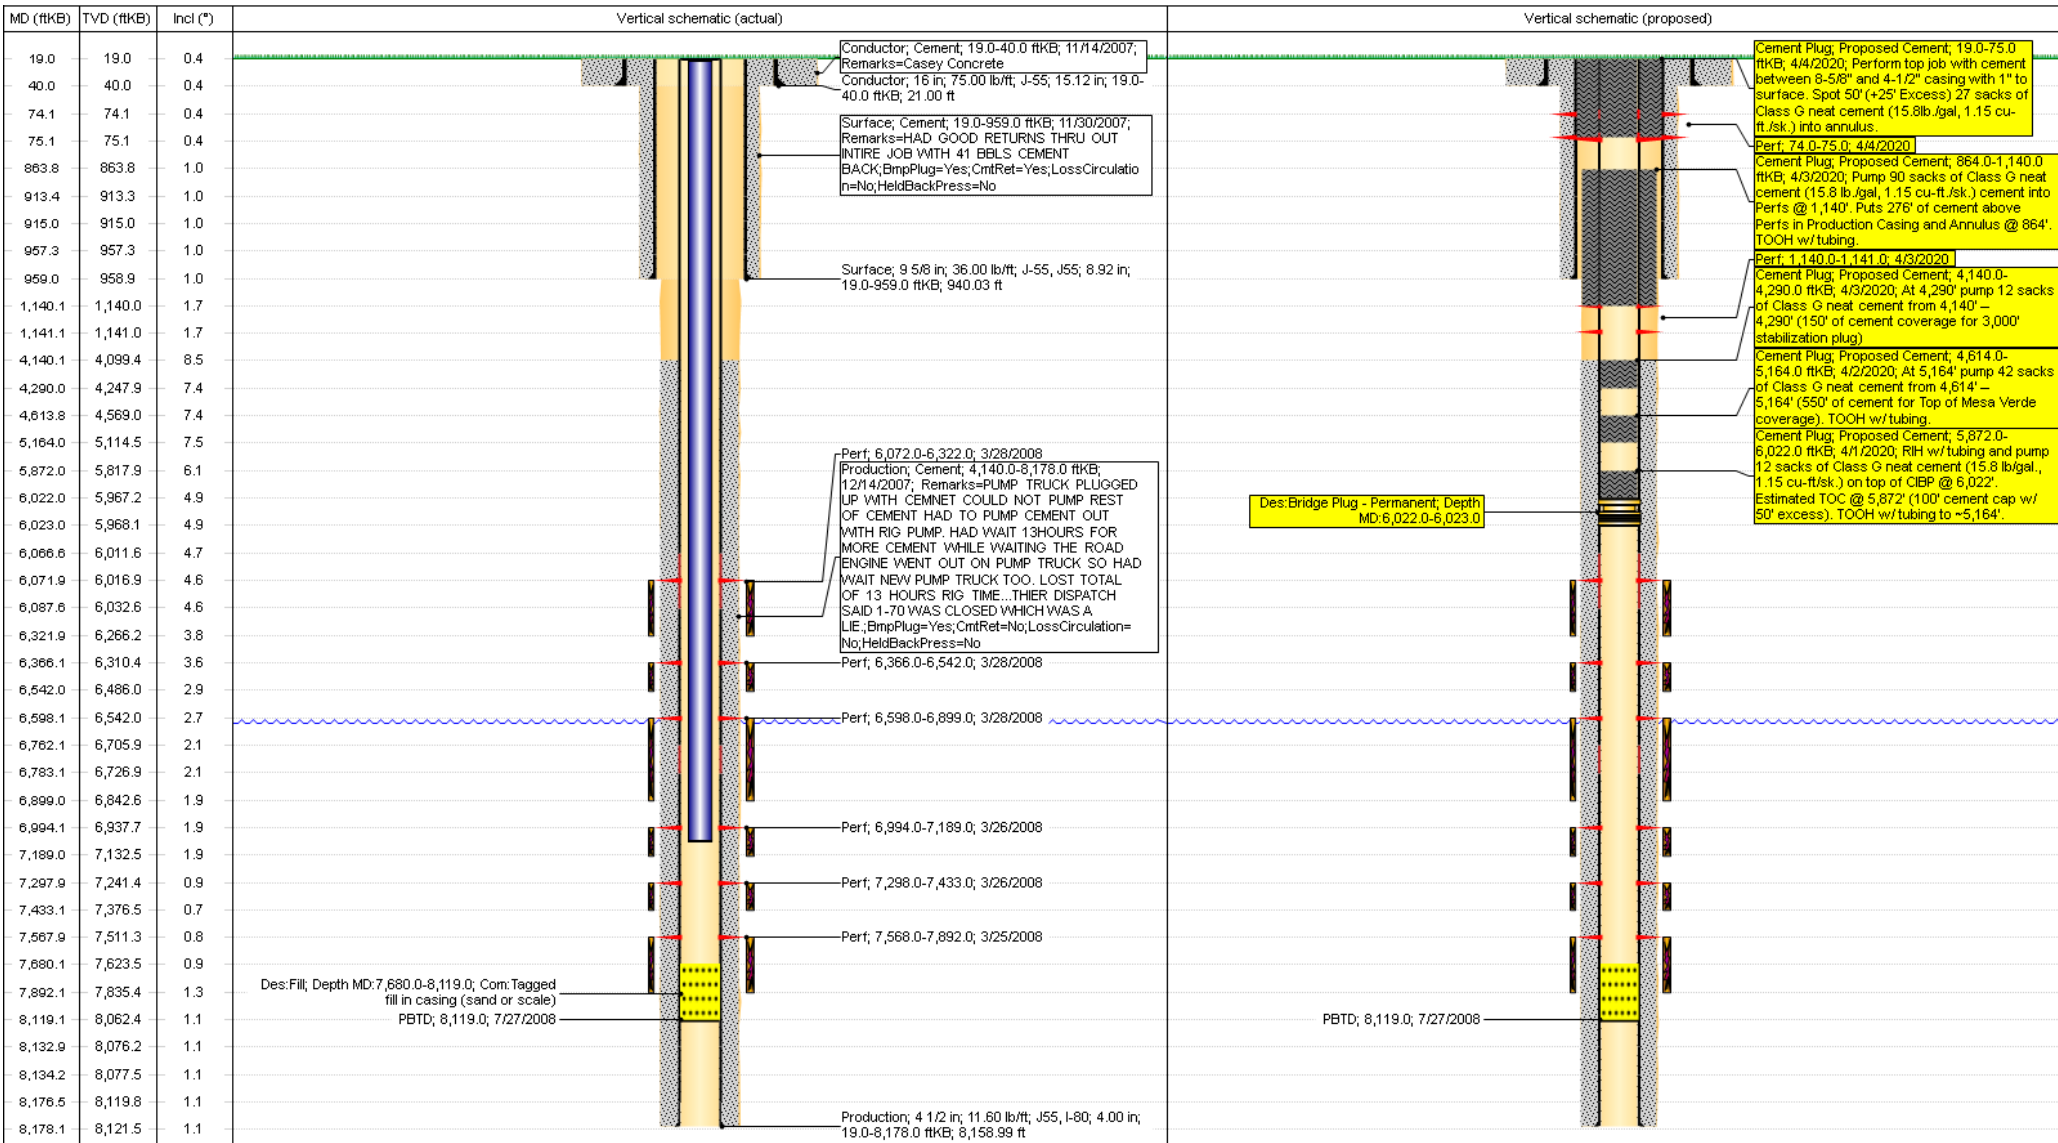 MD (ftKB) TVD (ftKB) Incl (°) Vertical schematic (actual) Vertical schematic (proposed)
19.0 19.0 0.4
40.0 40.0 0.4
74.1 74.1 0.4
75.1 75.1 0.4
863.8 863.8 1.0
913.4 913.3 1.0
915.0 915.0 1.0
957.3 957.3 1.0
959.0 958.9 1.0
1,140.1 1,140.0 1.7
1,141.1 1,141.0 1.7
4,140.1 4,099.4 8.5
4,290.0 4,247.9 7.4
4,613.8 4,569.0 7.4
5,164.0 5,114.5 7.5
5,872.0 5,817.9 6.1
6,022.0 5,967.2 4.9
6,023.0 5,968.1 4.9
6,066.6 6,011.6 4.7
6,071.9 6,016.9 4.6
6,087.6 6,032.6 4.6
6,321.9 6,266.2 3.8
6,366.1 6,310.4 3.6
6,542.0 6,486.0 2.9
6,598.1 6,542.0 2.7
6,762.1 6,705.9 2.1
6,783.1 6,726.9 2.1
6,899.0 6,842.6 1.9
6,994.1 6,937.7 1.9
7,189.0 7,132.5 1.9
7,297.9 7,241.4 0.9
7,433.1 7,376.5 0.7
7,567.9 7,511.3 0.8
7,680.1 7,623.5 0.9
7,892.1 7,835.4 1.3
8,119.1 8,062.4 1.1
8,132.9 8,076.2 1.1
8,134.2 8,077.5 1.1
8,176.5 8,119.8 1.1
8,178.1 8,121.5 1.1
Conductor; Cement; 19.0-40.0 ftKB; 11/14/2007;
Remarks=Casey Concrete
Conductor; 16 in; 75.00 lb/ft; J-55; 15.12 in; 19.0-
40.0 ftKB; 21.00 ft
Surface; Cement; 19.0-959.0 ftKB; 11/30/2007;
Remarks=HAD GOOD RETURNS THRU OUT
INTIRE JOB WITH 41 BBLS CEMENT
BACK;BmpPlug=Yes;CmtRet=Yes;LossCirculatio
n=No;HeldBackPress=No
Surface; 9 5/8 in; 36.00 lb/ft; J-55, J55; 8.92 in;
19.0-959.0 ftKB; 940.03 ft
Perf; 6,072.0-6,322.0; 3/28/2008
Production; Cement; 4,140.0-8,178.0 ftKB;
12/14/2007; Remarks=PUMP TRUCK PLUGGED
UP WITH CEMNET COULD NOT PUMP REST
OF CEMENT HAD TO PUMP CEMENT OUT
WITH RIG PUMP. HAD WAIT 13HOURS FOR
MORE CEMENT WHILE WAITING THE ROAD
ENGINE WENT OUT ON PUMP TRUCK SO HAD
WAIT NEW PUMP TRUCK TOO. LOST TOTAL
OF 13 HOURS RIG TIME...THIER DISPATCH
SAID 1-70 WAS CLOSED WHICH WAS A
LIE.;BmpPlug=Yes;CmtRet=No;LossCirculation=
No;HeldBackPress=No
Perf; 6,366.0-6,542.0; 3/28/2008
Perf; 6,598.0-6,899.0; 3/28/2008
Perf; 6,994.0-7,189.0; 3/26/2008
Perf; 7,298.0-7,433.0; 3/26/2008
Perf; 7,568.0-7,892.0; 3/25/2008
Des:Fill; Depth MD:7,680.0-8,119.0; Com:Tagged
fill in casing (sand or scale)
PBTD; 8,119.0; 7/27/2008
Production; 4 1/2 in; 11.60 lb/ft; J55, I-80; 4.00 in;
19.0-8,178.0 ftKB; 8,158.99 ft
Cement Plug; Proposed Cement; 19.0-75.0
ftKB; 4/4/2020; Perform top job with cement
between 8-5/8" and 4-1/2" casing with 1" to
surface. Spot 50' (+25' Excess) 27 sacks of
Class G neat cement (15.8lb./gal, 1.15 cu-
ft./sk.) into annulus.
Perf; 74.0-75.0; 4/4/2020
Cement Plug; Proposed Cement; 864.0-1,140.0
ftKB; 4/3/2020; Pump 90 sacks of Class G neat
cement (15.8 lb./gal, 1.15 cu-ft./sk.) cement into
Perfs @ 1,140'. Puts 276' of cement above
Perfs in Production Casing and Annulus @ 864'.
TOOH w/ tubing.
Perf; 1,140.0-1,141.0; 4/3/2020
Cement Plug; Proposed Cement; 4,140.0-
4,290.0 ftKB; 4/3/2020; At 4,290' pump 12 sacks
of Class G neat cement from 4,140' –
4,290' (150' of cement coverage for 3,000'
stabilization plug)
Cement Plug; Proposed Cement; 4,614.0-
5,164.0 ftKB; 4/2/2020; At 5,164' pump 42 sacks
of Class G neat cement from 4,614' –
5,164' (550' of cement for Top of Mesa Verde
coverage). TOOH w/ tubing.
Cement Plug; Proposed Cement; 5,872.0-
6,022.0 ftKB; 4/1/2020; RIH w/ tubing and pump
12 sacks of Class G neat cement (15.8 lb/gal.,
1.15 cu-ft/sk.) on top of CIBP @ 6,022'.
Estimated TOC @ 5,872' (100' cement cap w/
50' excess). TOOH w/ tubing to ~5,164'.
Des:Bridge Plug - Permanent; Depth
MD:6,022.0-6,023.0
PBTD; 8,119.0; 7/27/2008